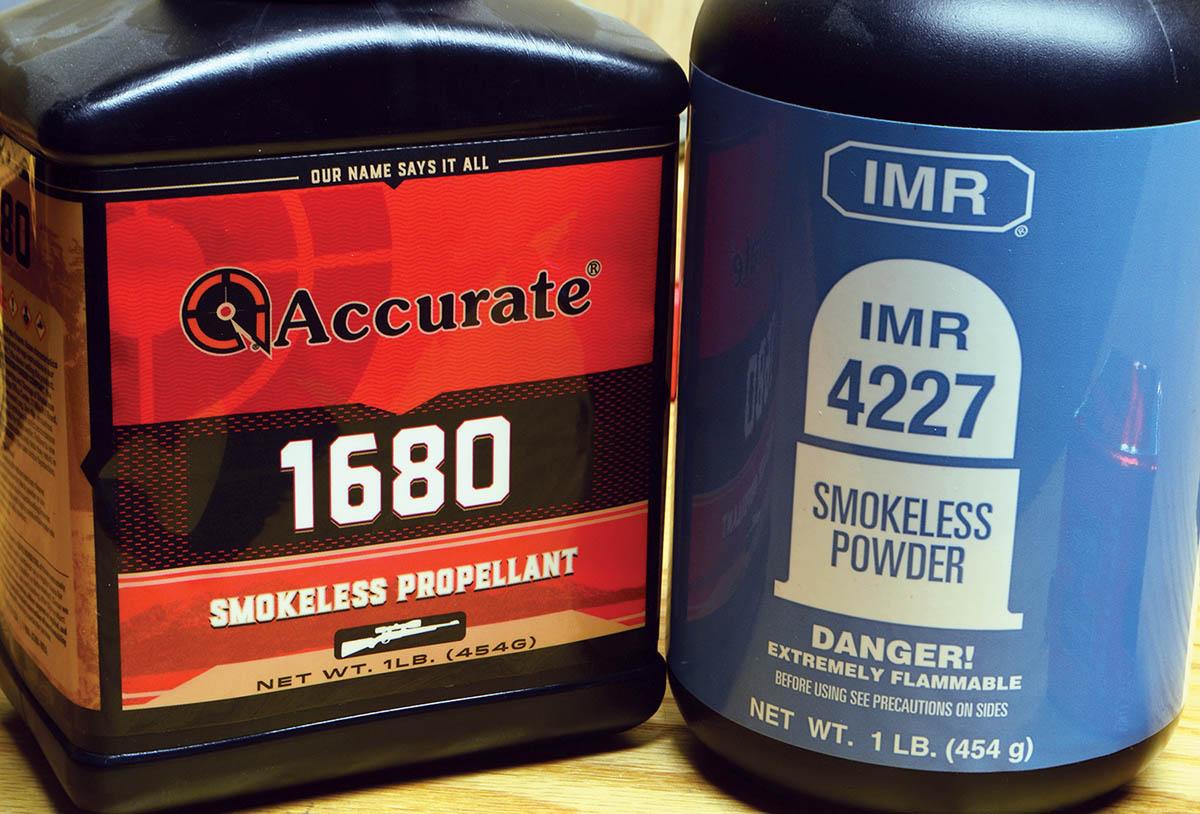 OUR NAME SAYS IT ALL
Accurate®
1680
SMOKELESS PROPELLANT
NET WT. 1LB. (454G)
80
IMR
®
IMR
4227
SMOKELESS
POWDER
DANGER!
EXTREMELY FLAMMABLE
BEFORE USING SEE PRECAUTIONS ON SIDES
NET WT. 1 LB. (454 g)